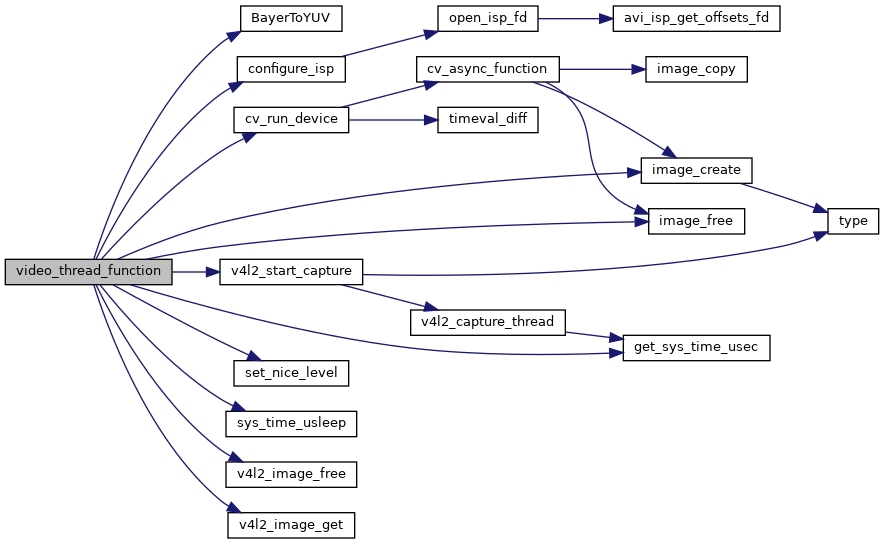 BayerToYUV
open_isp_fd
avi_isp_get_offsets_fd
configure_isp
cv_async_function
image_copy
cv_run_device
timeval_diff
image_create
image_free
type
video_thread_function
v4l2_start_capture
v4l2_capture_thread
get_sys_time_usec
set_nice_level
sys_time_usleep
v4l2_image_free
v4l2_image_get